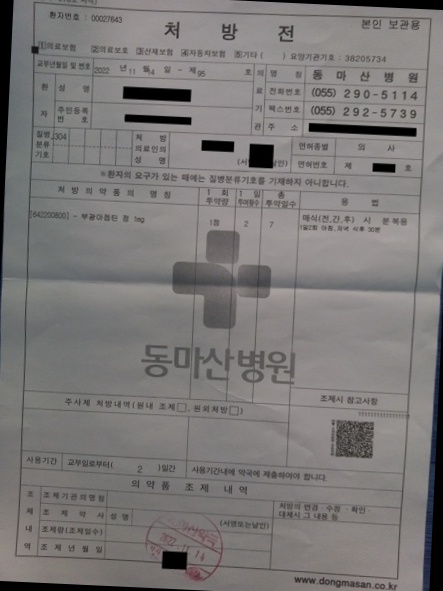 환자번호 : 00027643
본인 보관용
처 방 전
①의료보험 ②의료보호 ③산재보험 ④자동차보험 ⑤기타 ( ) 요양기관기호 : 38205734
교부년월일 및 번호 2022 년 11 월 14 일 - 제 95 호
의료기관
명 칭 동마산병원
전화번호 (055) 290-5114
팩스번호 (055) 292-5739
주 소
환 자
성 명
주민등록번 호
질병분류기호 J304
처 방 의료인의 성 명
(서명또는날인)
면허종별 의 사
면허번호 제 호
※환자의 요구가 있는 때에는 질병분류기호를 기재하지 아니합니다.
처 방 의 약 품 의 명 칭
1 회 투약량
1 일 투여횟수
총 투약일수
용 법
[642200800] - 부광 정 1mg
1정 2 7
매식(전,간,후) 시 분복용
1일2회 아침,저녁 식후 30분
동마산병원
조제시 참고사항
주사제 처방내역(원내 조제□, 원외처방□)
사용기간 교부일로부터( 2 )일간 사용기간내에 약국에 제출하여야 합니다.
의 약 품 조 제 내 역
조 제 내 역
조제기관의명칭
조 제 약 사 성 명 (서명또는날인)
조제량(조제일수)
조 제 년 월 일
처방의 변경 · 수정 · 확인 · 대체시 그 내용 등
2022. 11. 14
www.dongmasan.co.kr